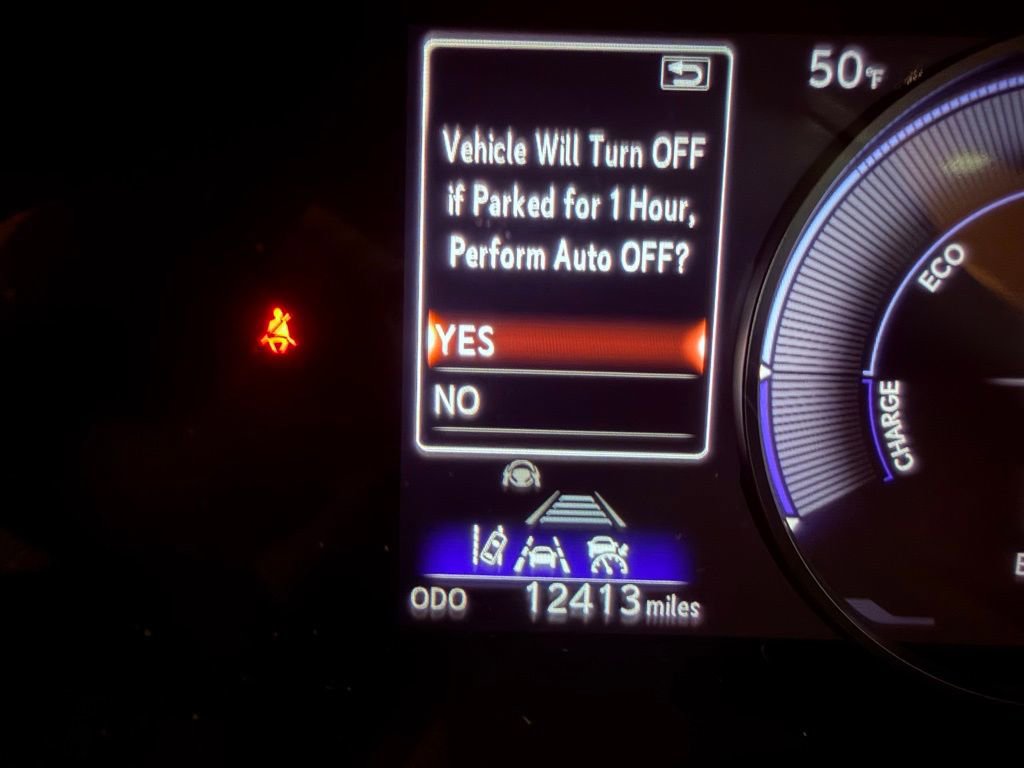 50°F
Vehicle Will Turn OFF
if Parked for 1 Hour,
Perform Auto OFF?
YES
NO
ECO
CHARGE
ODO 12413 miles